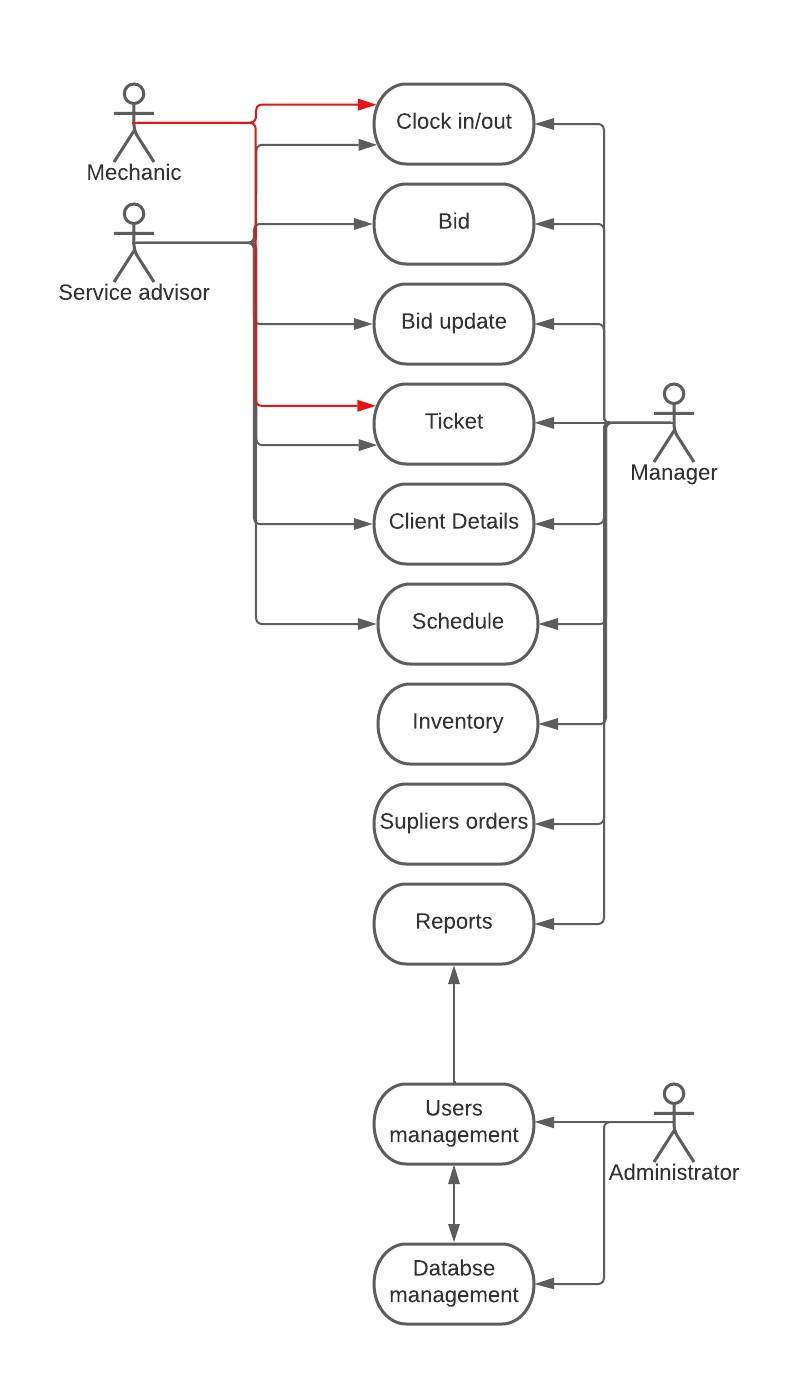 Mechanic
Service advisor
Clock in/out
Bid
Bid update
Ticket
Manager
Client Details
Schedule
Inventory
Supliers orders
Reports
Users
management
Administrator
Databse
management